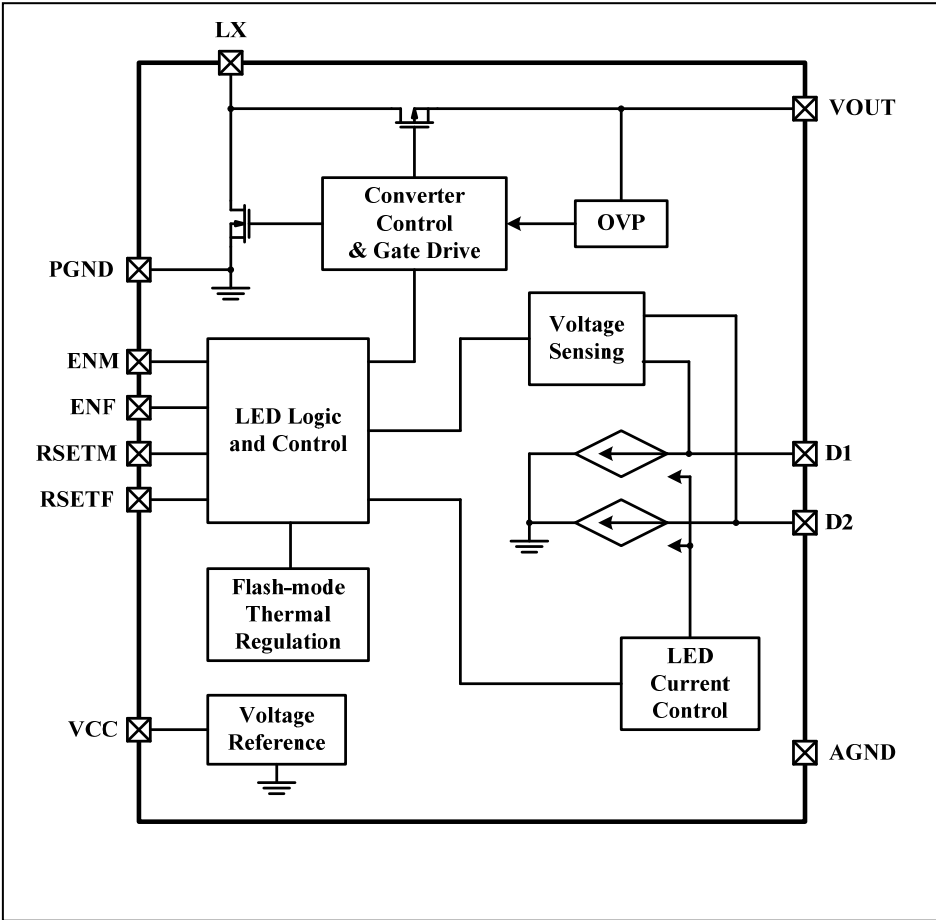 LX
VOUT
Converter
Control
& Gate Drive
OVP
PGND
ENM
ENF
RSETM
RSETF
LED Logic
and Control
Voltage
Sensing
D1
D2
Flash-mode
Thermal
Regulation
LED
Current
Control
VCC
Voltage
Reference
AGND